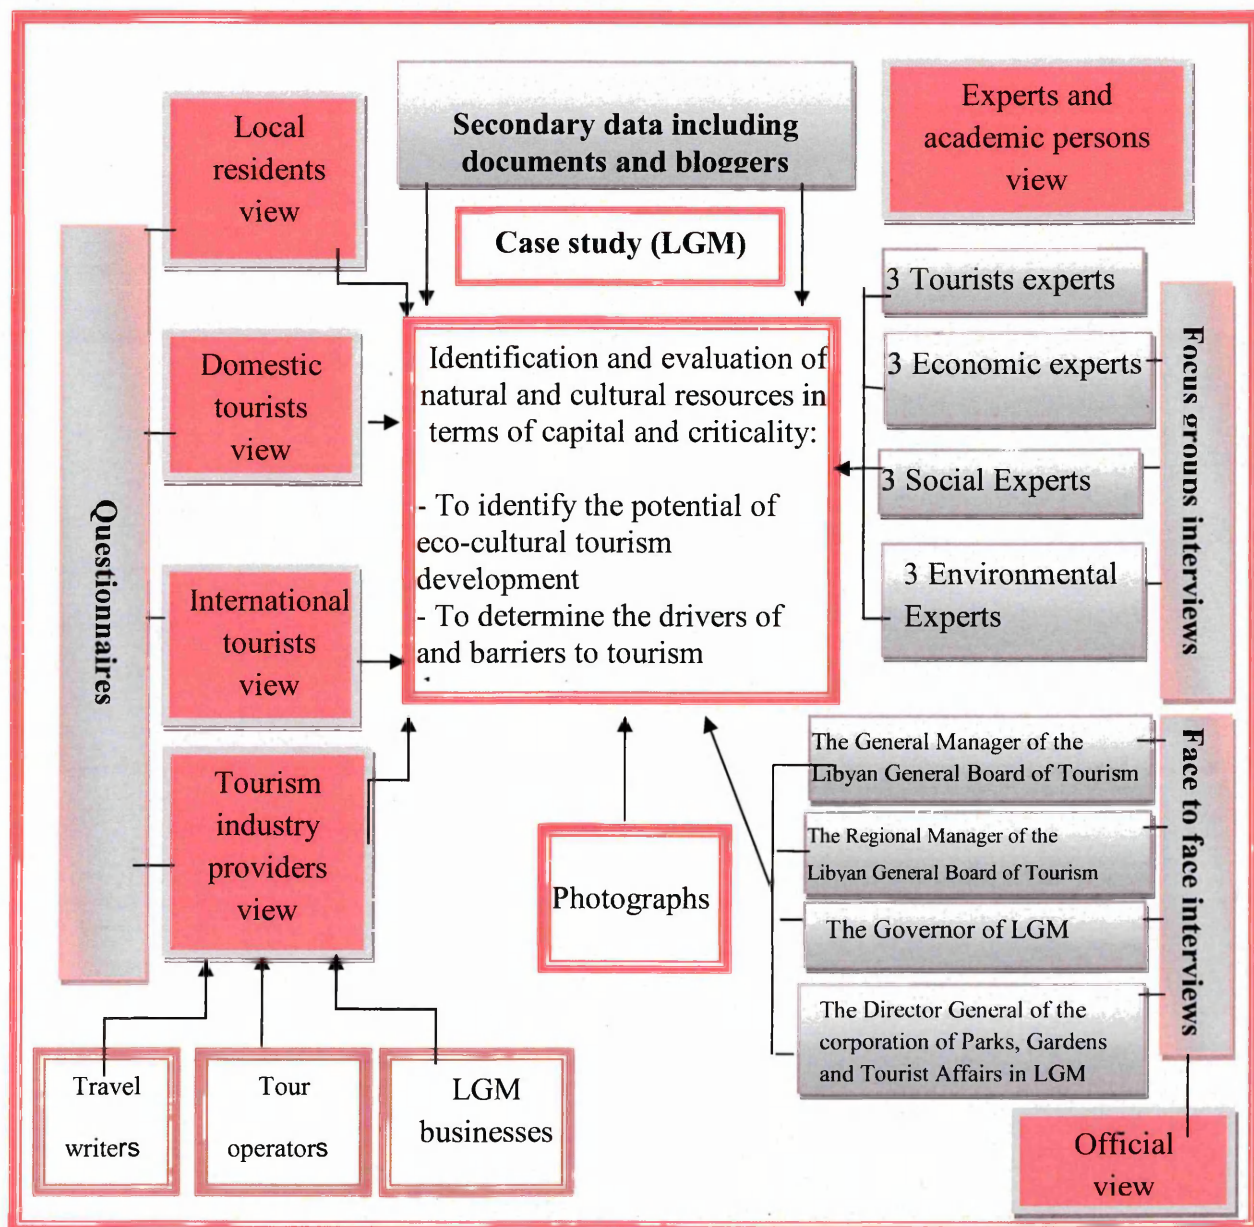 Local
residents
view
Secondary data including
documents and bloggers
Experts and
academic persons
view
Case study (LGM)
Questionnaires
Domestic
tourists
view
International
tourists
view
Tourism
industry
providers
view
Identification and evaluation of
natural and cultural resources in
terms of capital and criticality:
- To identify the potential of
eco-cultural tourism
development
- To determine the drivers of
and barriers to tourism
3 Tourists experts
3 Economic experts
3 Social Experts
3 Environmental
Experts
Focus groups interviews
The General Manager of the
Libyan General Board of Tourism
The Regional Manager of the
Libyan General Board of Tourism
The Governor of LGM
The Director General of the
corporation of Parks, Gardens
and Tourist Affairs in LGM
Face to face interviews
Photographs
Travel
writers
Tour
operators
LGM
businesses
Official
view